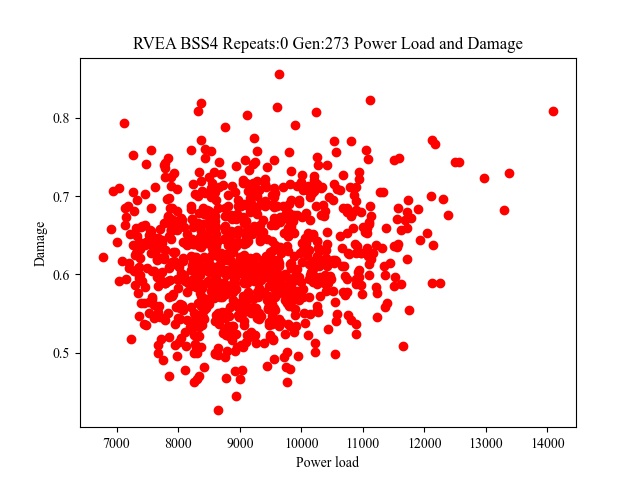 RVEA BSS4 Repeats:0 Gen:273 Power Load and Damage
0.8
0.7
0.6
0.5
Damage
7000 8000 9000 10000 11000 12000 13000 14000
Power load